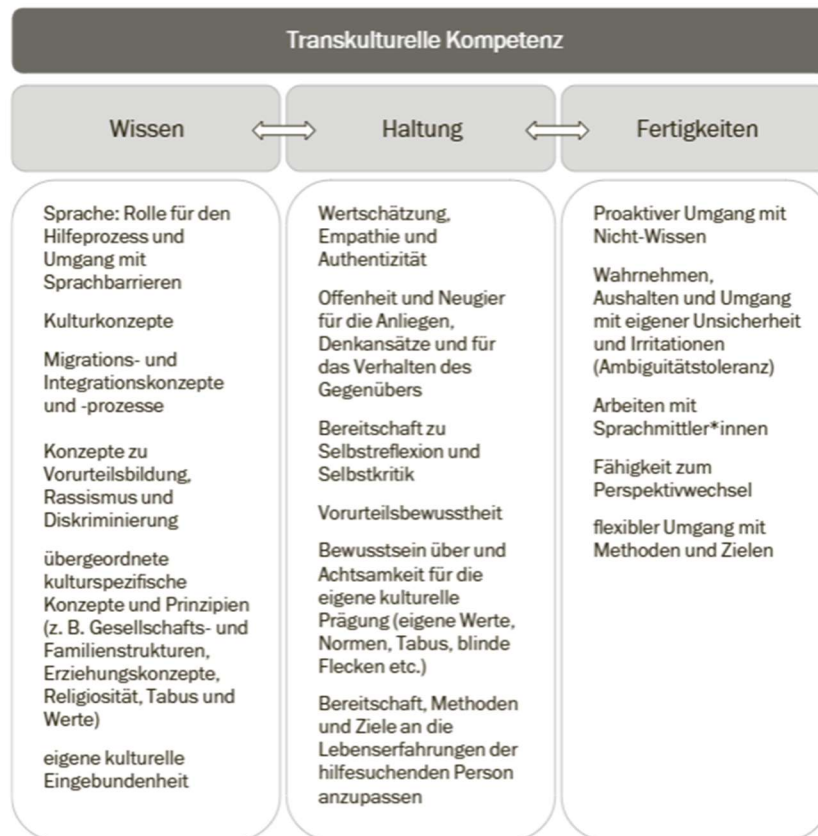 Transkulturelle Kompetenz
Wissen
Haltung
Fertigkeiten
Sprache: Rolle für den
Hilfeprozess und
Umgang mit
Sprachbarrieren
Kulturkonzepte
Migrations- und
Integrationskonzepte
und -prozesse
Konzepte zu
Vorurteilsbildung,
Rassismus und
Diskriminierung
übergeordnete
kulturspezifische
Konzepte und Prinzipien
(z. B. Gesellschafts- und
Familienstrukturen,
Erziehungskonzepte,
Religiosität, Tabus und
Werte)
eigene kulturelle
Eingebundenheit
Wertschätzung,
Empathie und
Authentizität
Offenheit und Neugier
für die Anliegen,
Denkansätze und für
das Verhalten des
Gegenübers
Bereitschaft zu
Selbstreflexion und
Selbstkritik
Vorurteilsbewusstheit
Bewusstsein über und
Achtsamkeit für die
eigene kulturelle
Prägung (eigene Werte,
Normen, Tabus, blinde
Flecken etc.)
Bereitschaft, Methoden
und Ziele an die
Lebenserfahrungen der
hilfesuchenden Person
anzupassen
Proaktiver Umgang mit
Nicht-Wissen
Wahrnehmen,
Aushalten und Umgang
mit eigener Unsicherheit
und Irritationen
(Ambiguitätstoleranz)
Arbeiten mit
Sprachmittler*innen
Fähigkeit zum
Perspektivwechsel
flexibler Umgang mit
Methoden und Zielen